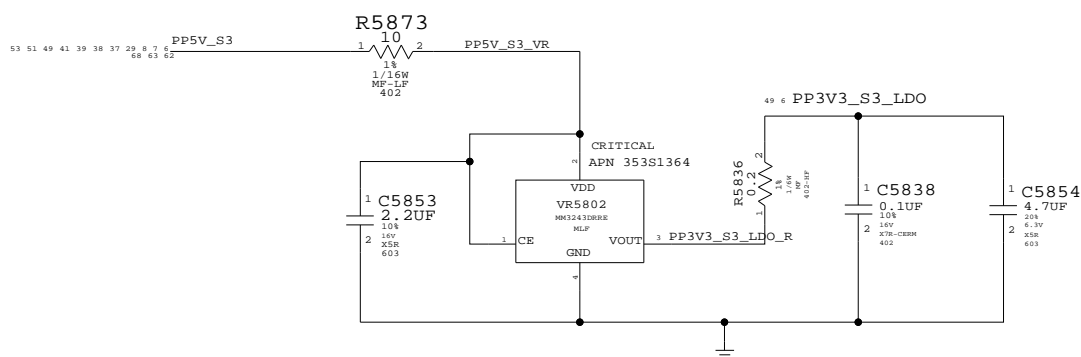 R5873
10
53 51 49 41 39 38 37 29 8 7 6
68 63 62
PP5V_S3
1
2
PP5V_S3_VR
1%
1/16W
MF-LF
402
49 6 PP3V3_S3_LDO
CRITICAL
APN 353S1364
2
VDD
VR5802
MM3243DRRE
MLF
1 CE
VOUT 3
GND
4
PP3V3_S3_LDO_R
1
C5853
2.2UF
10%
16V
X5R
603
2
R5836
0.2
1%
1/6W
MF
402-HF
2
1
1
C5838
0.1UF
10%
16V
X7R-CERM
402
2
1
C5854
4.7UF
20%
6.3V
X5R
603
2